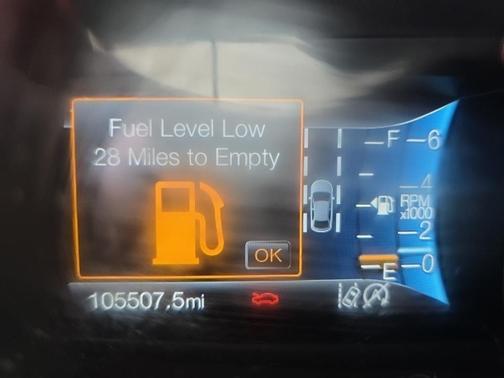 Fuel Level Low
28 Miles to Empty
OK
F
6
4
RPM
x1000
2
E
0
105507.5mi